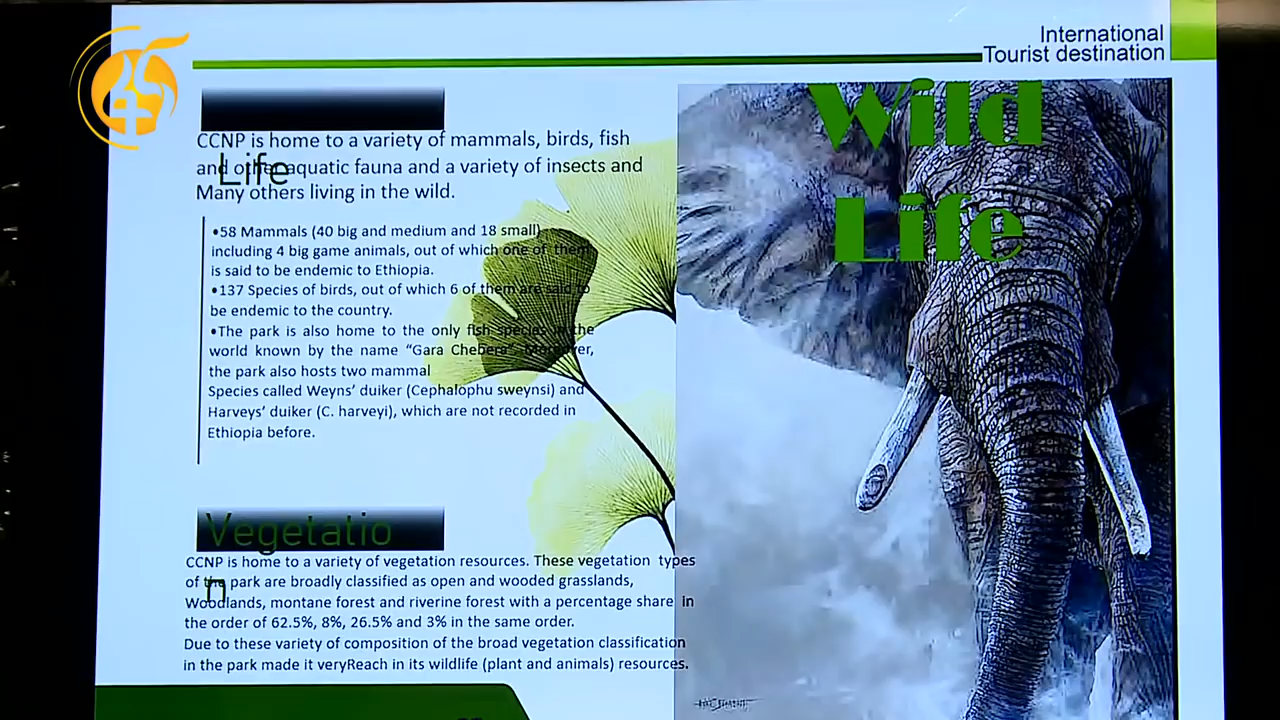 International
Tourist destination
Life
CCNP is home to a variety of mammals, birds, fish
and other aquatic fauna and a variety of insects and
Many others living in the wild.
•58 Mammals (40 big and medium and 18 small)
including 4 big game animals, out of which one of them
is said to be endemic to Ethiopia.
•137 Species of birds, out of which 6 of them are said to
be endemic to the country.
•The park is also home to the only fish species in the
world known by the name “Gara Chebera”. Moreover,
the park also hosts two mammal
Species called Weyns’ duiker (Cephalophu sweynsi) and
Harveys’ duiker (C. harveyi), which are not recorded in
Ethiopia before.
Vegetatio
n
CCNP is home to a variety of vegetation resources. These vegetation types
of the park are broadly classified as open and wooded grasslands,
Woodlands, montane forest and riverine forest with a percentage share in
the order of 62.5%, 8%, 26.5% and 3% in the same order.
Due to these variety of composition of the broad vegetation classification
in the park made it veryReach in its wildlife (plant and animals) resources.
Wild
Life